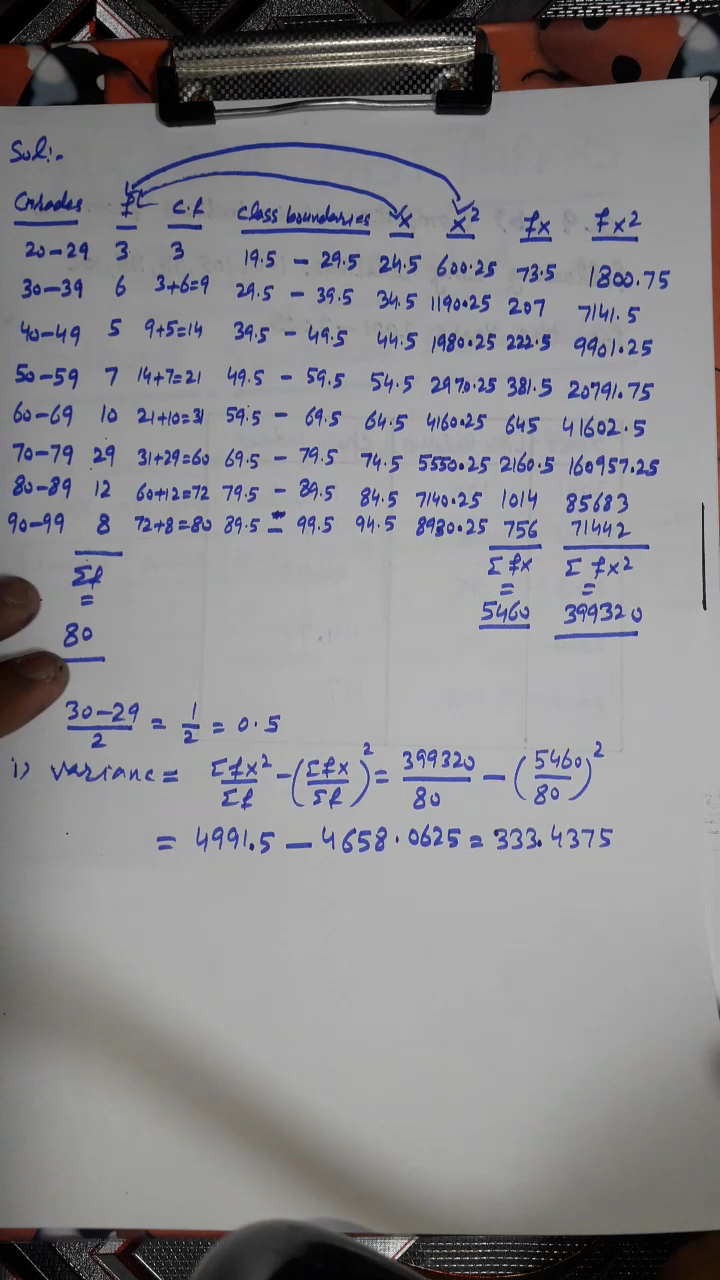 Sol:-
Grades f c.f Class boundaries x x² fx fx²
20-29 3 3 19.5 - 29.5 24.5 600.25 73.5 1800.75
30-39 6 3+6=9 29.5 - 39.5 34.5 1190.25 207 7141.5
40-49 5 9+5=14 39.5 - 49.5 44.5 1980.25 222.5 9901.25
50-59 7 14+7=21 49.5 - 59.5 54.5 2970.25 381.5 20791.75
60-69 10 21+10=31 59.5 - 69.5 64.5 4160.25 645 41602.5
70-79 29 31+29=60 69.5 - 79.5 74.5 5550.25 2160.5 160957.25
80-89 12 60+12=72 79.5 - 89.5 84.5 7140.25 1014 85683
90-99 8 72+8=80 89.5 - 99.5 94.5 8930.25 756 71442
Σf = 80 Σfx = 5460 Σfx² = 399320
30-29/2 = 1/2 = 0.5
i) varianc = Σfx²/Σf - (Σfx/Σf)² = 399320/80 - (5460/80)²
= 4991.5 - 4658.0625 = 333.4375